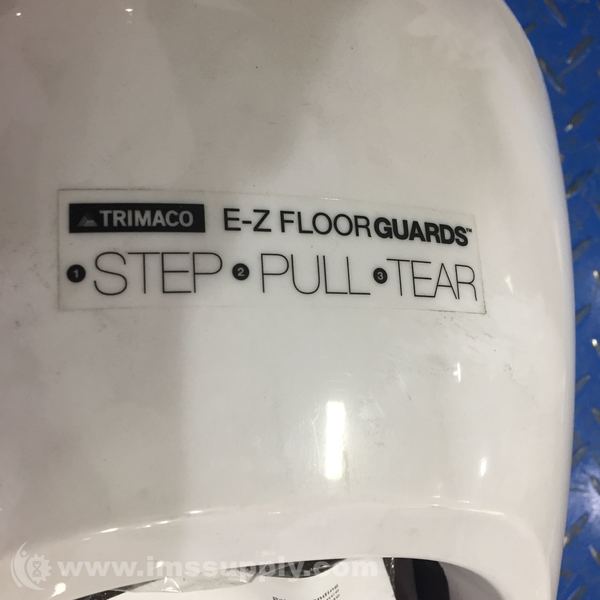 TRIMACO E-Z FLOORGUARDS™
1 • STEP 2 • PULL 3 • TEAR
www.imssupply.com